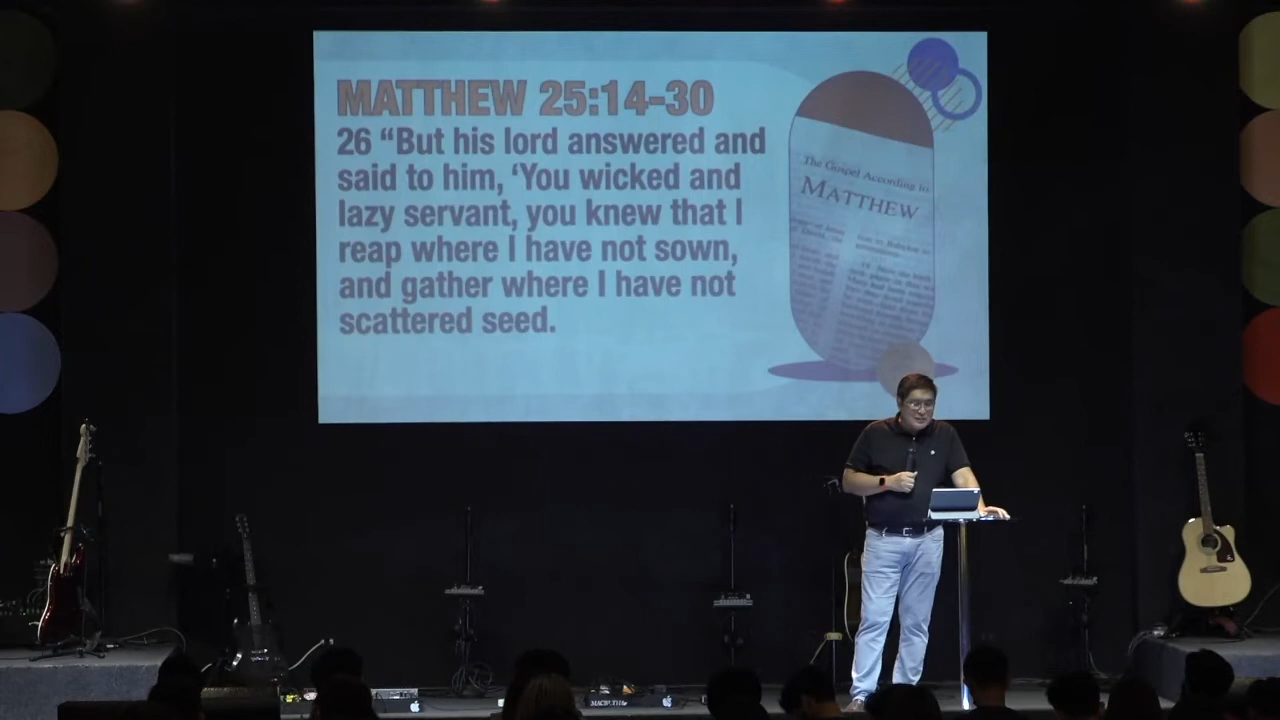 MATTHEW 25:14-30
26 “But his lord answered and
said to him, ‘You wicked and
lazy servant, you knew that I
reap where I have not sown,
and gather where I have not
scattered seed.
The Gospel According to
MATTHEW